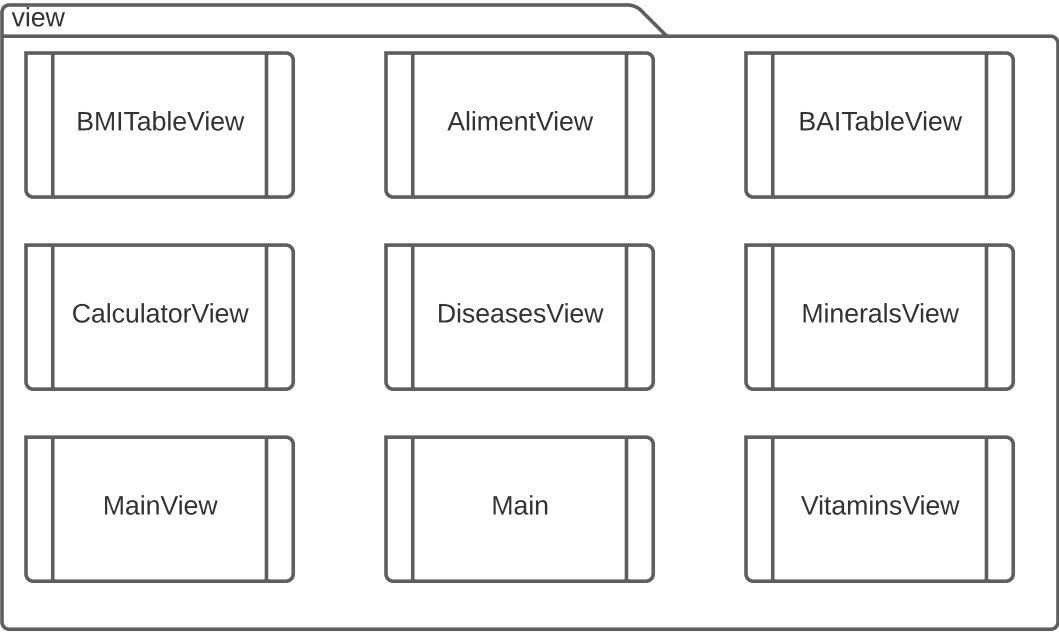 view
BMITableView
AlimentView
BAITableView
CalculatorView
DiseasesView
MineralsView
MainView
Main
VitaminsView